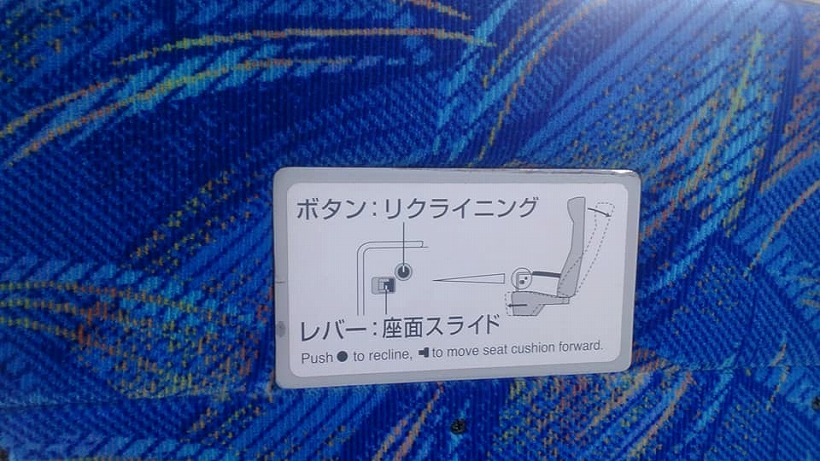 ボタン:リクライニング
レバー:座面スライド
Push ● to recline, to move seat cushion forward.